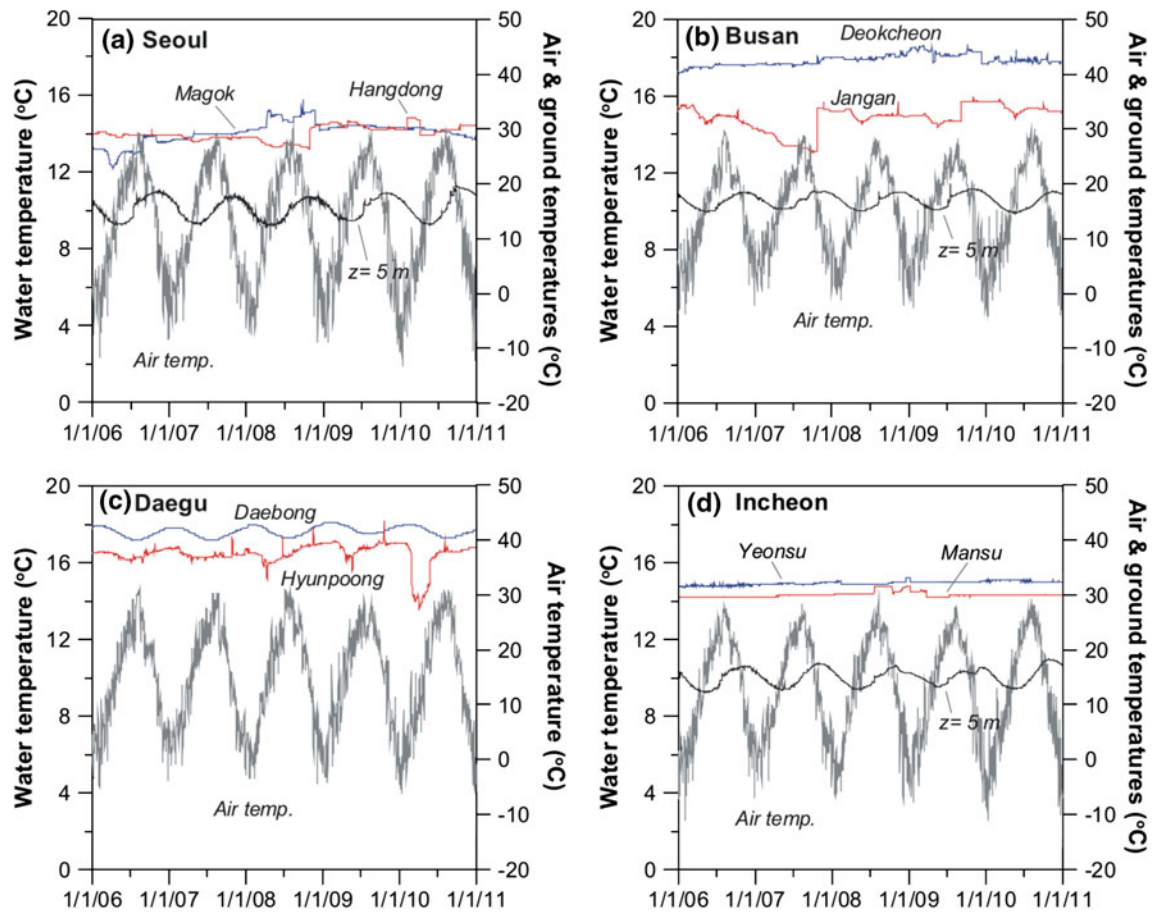 (a) Seoul
Water temperature (°C)
20
16
12
8
4
0
Magok
Hangdong
z= 5 m
Air temp.
50
40
30
20
10
0
-10
-20
Air & ground temperatures (°C)
1/1/06 1/1/07 1/1/08 1/1/09 1/1/10 1/1/11
(b) Busan
Water temperature (°C)
20
16
12
8
4
0
Deokcheon
Jangan
z= 5 m
Air temp.
50
40
30
20
10
0
-10
-20
Air & ground temperatures (°C)
1/1/06 1/1/07 1/1/08 1/1/09 1/1/10 1/1/11
(c) Daegu
Water temperature (°C)
20
16
12
8
4
0
Daebong
Hyunpoong
Air temp.
50
40
30
20
10
0
-10
-20
Air temperature (°C)
1/1/06 1/1/07 1/1/08 1/1/09 1/1/10 1/1/11
(d) Incheon
Water temperature (°C)
20
16
12
8
4
0
Yeonsu
Mansu
z= 5 m
Air temp.
50
40
30
20
10
0
-10
-20
Air & ground temperatures (°C)
1/1/06 1/1/07 1/1/08 1/1/09 1/1/10 1/1/11